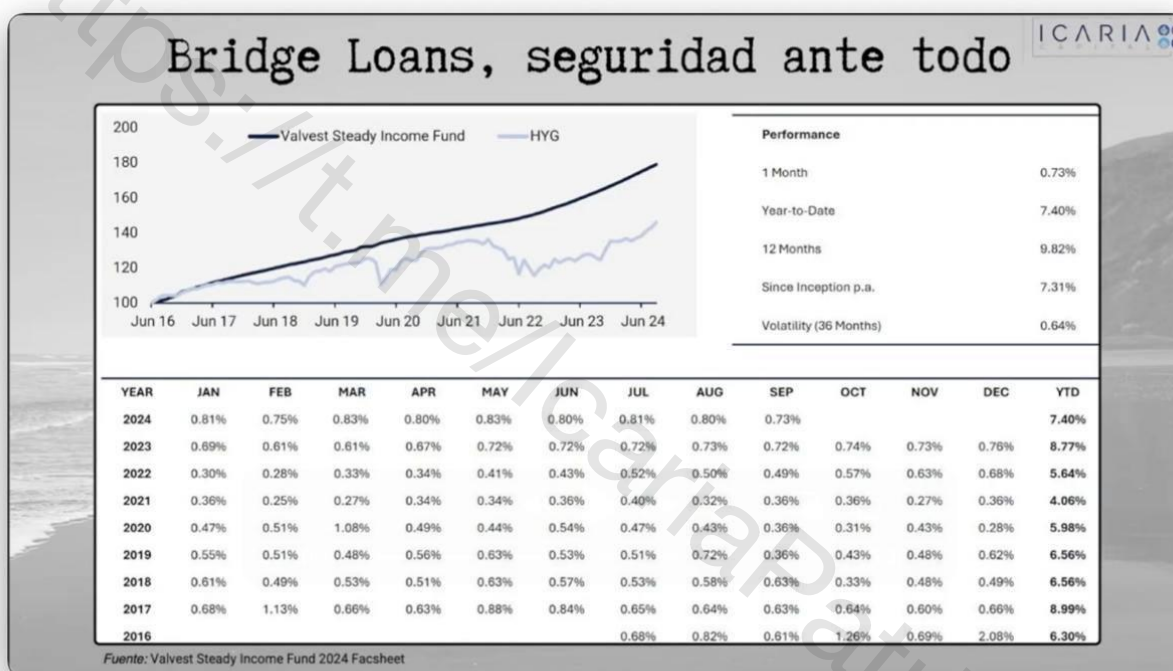 ICARIA
CAPITAL
Bridge Loans, seguridad ante todo
200
180
160
140
120
100
Valvest Steady Income Fund
HYG
Jun 16 Jun 17 Jun 18 Jun 19 Jun 20 Jun 21 Jun 22 Jun 23 Jun 24
Performance
1 Month 0.73%
Year-to-Date 7.40%
12 Months 9.82%
Since Inception p.a. 7.31%
Volatility (36 Months) 0.64%
YEAR JAN FEB MAR APR MAY JUN JUL AUG SEP OCT NOV DEC YTD
2024 0.81% 0.75% 0.83% 0.80% 0.83% 0.80% 0.81% 0.80% 0.73% 7.40%
2023 0.69% 0.61% 0.61% 0.67% 0.72% 0.72% 0.72% 0.73% 0.72% 0.74% 0.73% 0.76% 8.77%
2022 0.30% 0.28% 0.33% 0.34% 0.41% 0.43% 0.52% 0.50% 0.49% 0.57% 0.63% 0.68% 5.64%
2021 0.36% 0.25% 0.27% 0.34% 0.34% 0.36% 0.40% 0.32% 0.36% 0.36% 0.27% 0.36% 4.06%
2020 0.47% 0.51% 1.08% 0.49% 0.44% 0.54% 0.47% 0.43% 0.36% 0.31% 0.43% 0.28% 5.98%
2019 0.55% 0.51% 0.48% 0.56% 0.63% 0.53% 0.51% 0.72% 0.36% 0.43% 0.48% 0.62% 6.56%
2018 0.61% 0.49% 0.53% 0.51% 0.63% 0.57% 0.53% 0.58% 0.63% 0.33% 0.48% 0.49% 6.56%
2017 0.68% 1.13% 0.66% 0.63% 0.88% 0.84% 0.65% 0.64% 0.63% 0.64% 0.60% 0.66% 8.99%
2016 0.68% 0.82% 0.61% 1.26% 0.69% 2.08% 6.30%
Fuente: Valvest Steady Income Fund 2024 Factsheet
https://t.me/IcariaPatr